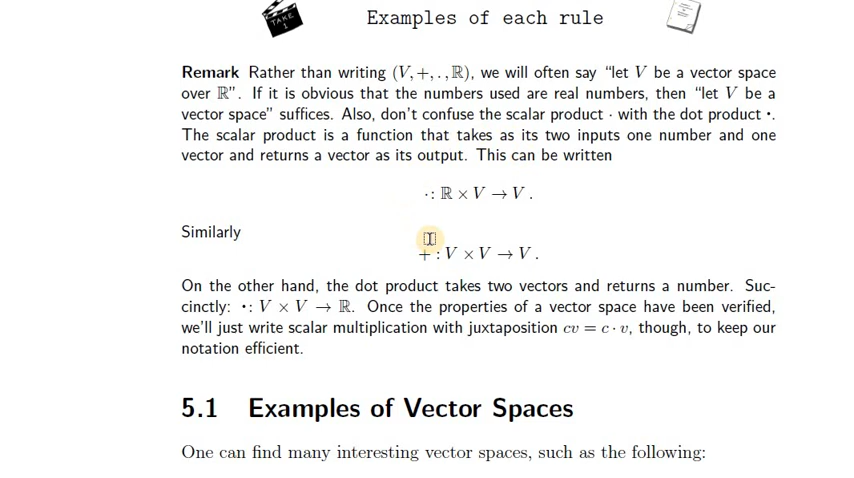 TAKE
1
Examples of each rule
Remark Rather than writing (V, +, . , ℝ), we will often say “let V be a vector space
over ℝ”. If it is obvious that the numbers used are real numbers, then “let V be a
vector space” suffices. Also, don’t confuse the scalar product · with the dot product •.
The scalar product is a function that takes as its two inputs one number and one
vector and returns a vector as its output. This can be written
· : ℝ × V → V .
Similarly
+ : V × V → V .
On the other hand, the dot product takes two vectors and returns a number. Suc-
cinctly: • : V × V → ℝ. Once the properties of a vector space have been verified,
we’ll just write scalar multiplication with juxtaposition cv = c · v, though, to keep our
notation efficient.
5.1 Examples of Vector Spaces
One can find many interesting vector spaces, such as the following: